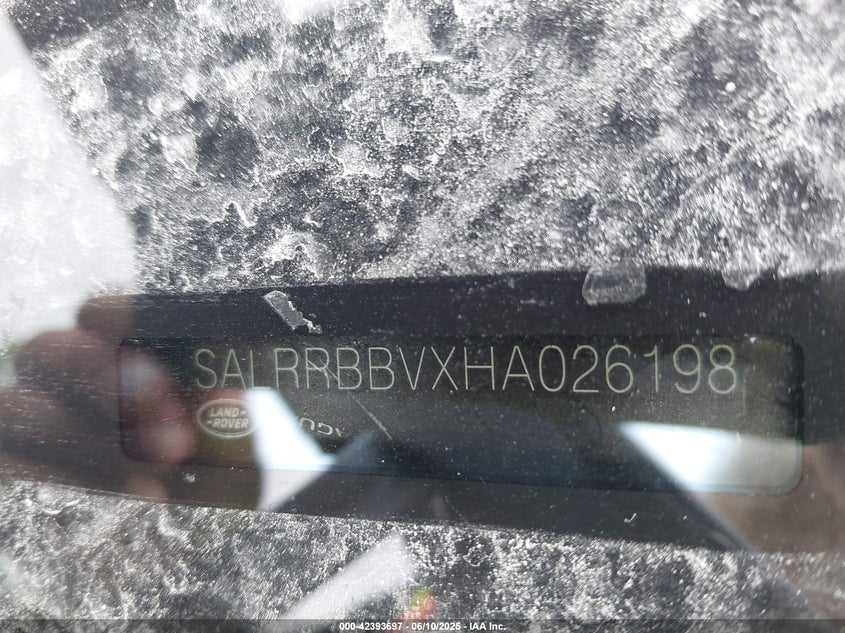 SALRRBBVXHA026198
LAND-
ROVER
000-42393697 - 06/10/2025 - IAA Inc.